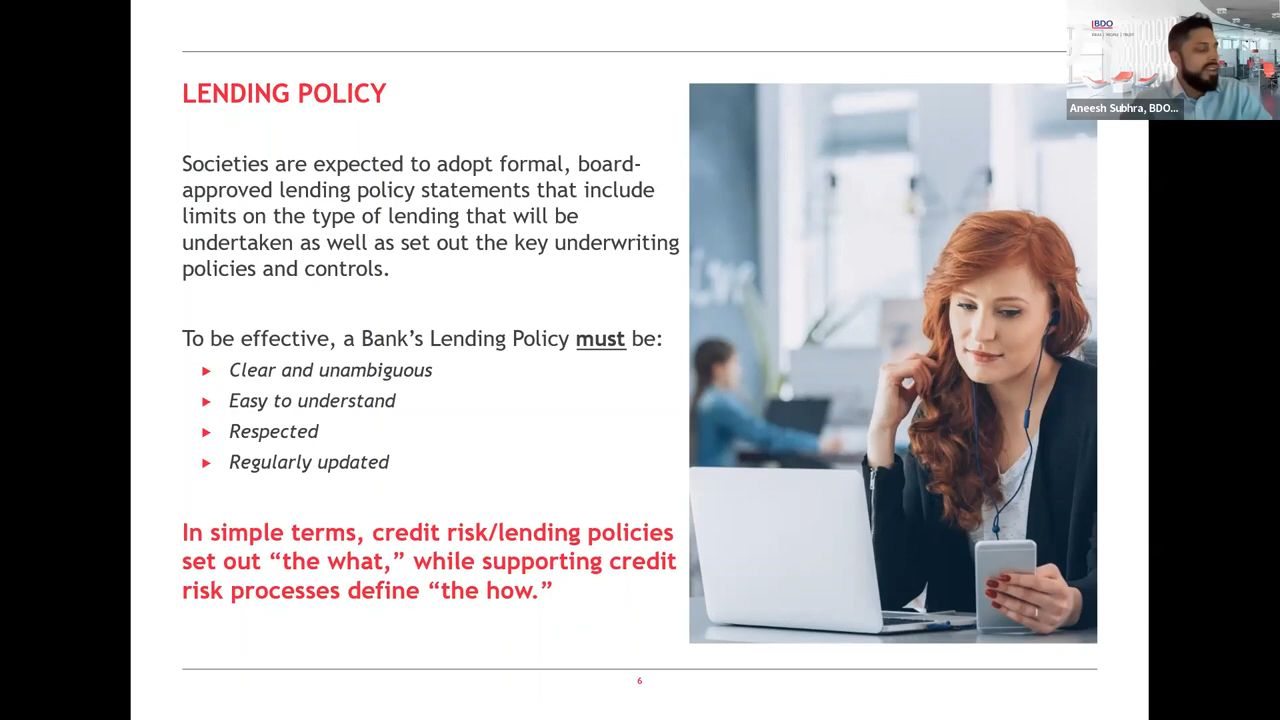 BDO
Aneesh Subhra, BDO...
LENDING POLICY
Societies are expected to adopt formal, board-
approved lending policy statements that include
limits on the type of lending that will be
undertaken as well as set out the key underwriting
policies and controls.
To be effective, a Bank’s Lending Policy must be:
Clear and unambiguous
Easy to understand
Respected
Regularly updated
In simple terms, credit risk/lending policies
set out “the what,” while supporting credit
risk processes define “the how.”
6